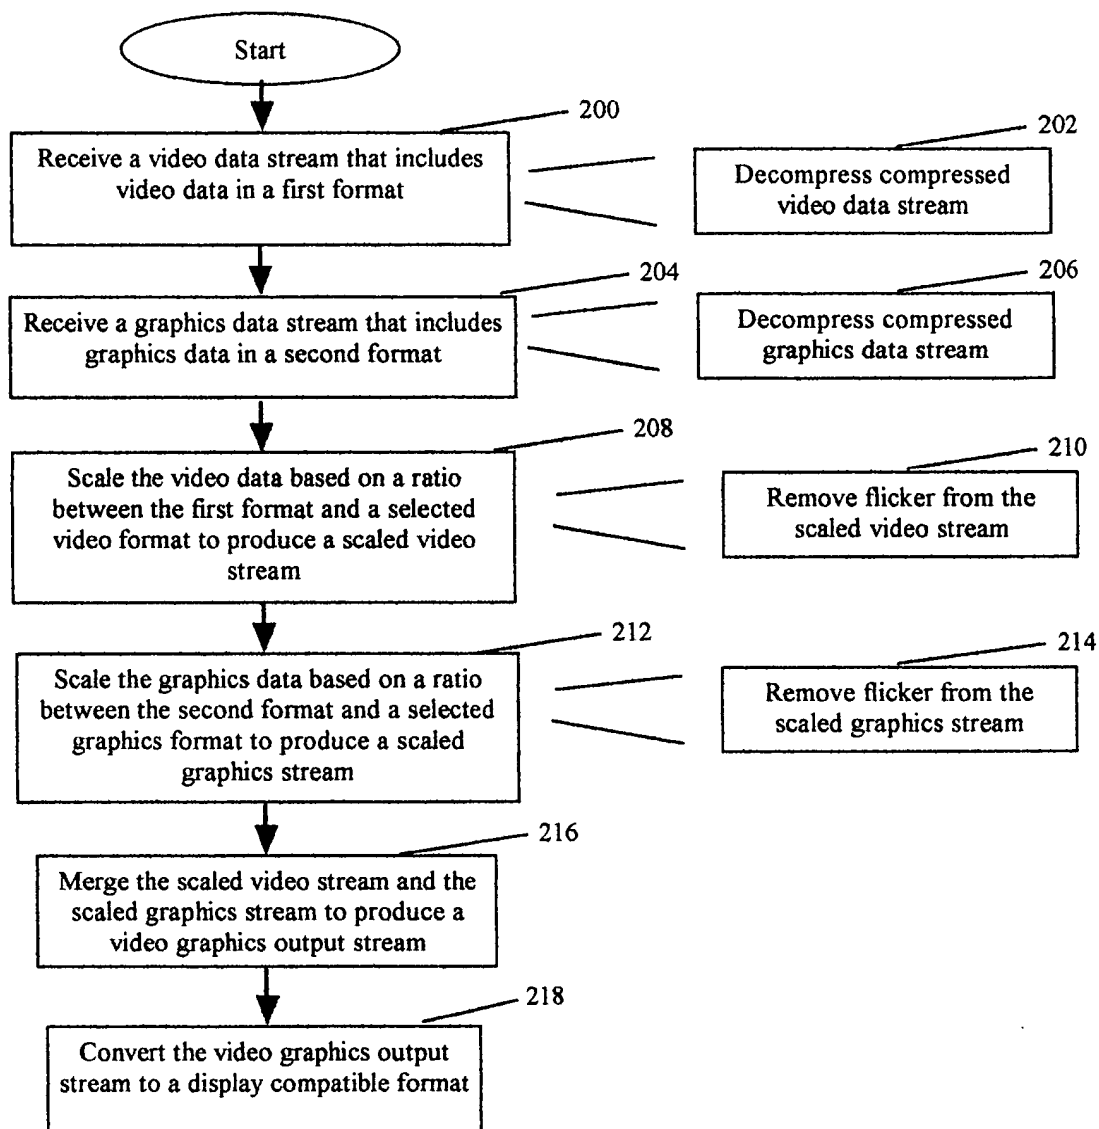 Start
200
Receive a video data stream that includes
video data in a first format
202
Decompress compressed
video data stream
204
Receive a graphics data stream that includes
graphics data in a second format
206
Decompress compressed
graphics data stream
208
Scale the video data based on a ratio
between the first format and a selected
video format to produce a scaled video
stream
210
Remove flicker from the
scaled video stream
212
Scale the graphics data based on a ratio
between the second format and a selected
graphics format to produce a scaled
graphics stream
214
Remove flicker from the
scaled graphics stream
216
Merge the scaled video stream and the
scaled graphics stream to produce a
video graphics output stream
218
Convert the video graphics output
stream to a display compatible format